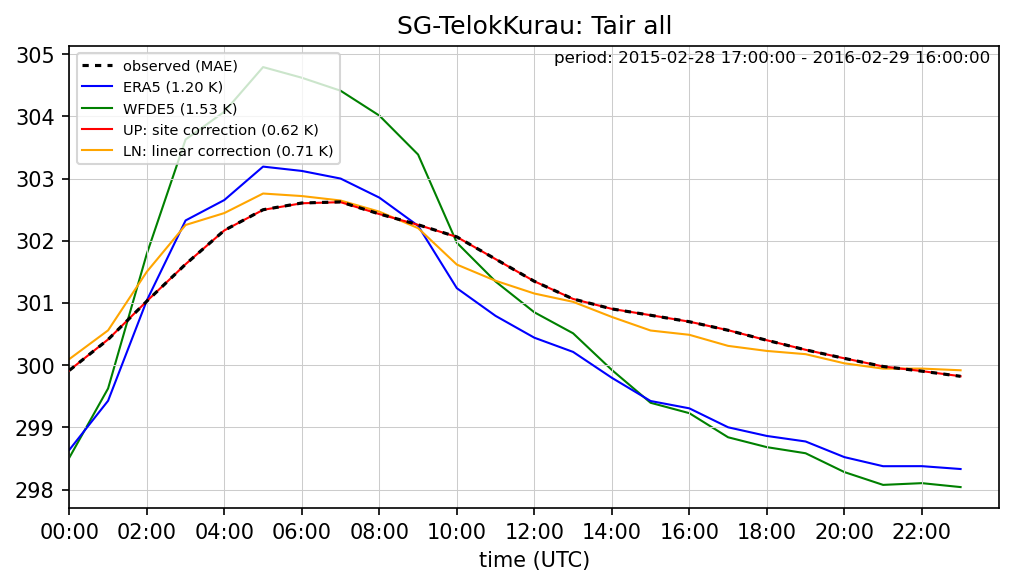 SG-TelokKurau: Tair all
period: 2015-02-28 17:00:00 - 2016-02-29 16:00:00
observed (MAE)
ERA5 (1.20 K)
WFDE5 (1.53 K)
UP: site correction (0.62 K)
LN: linear correction (0.71 K)
305
304
303
302
301
300
299
298
00:00 02:00 04:00 06:00 08:00 10:00 12:00 14:00 16:00 18:00 20:00 22:00
time (UTC)